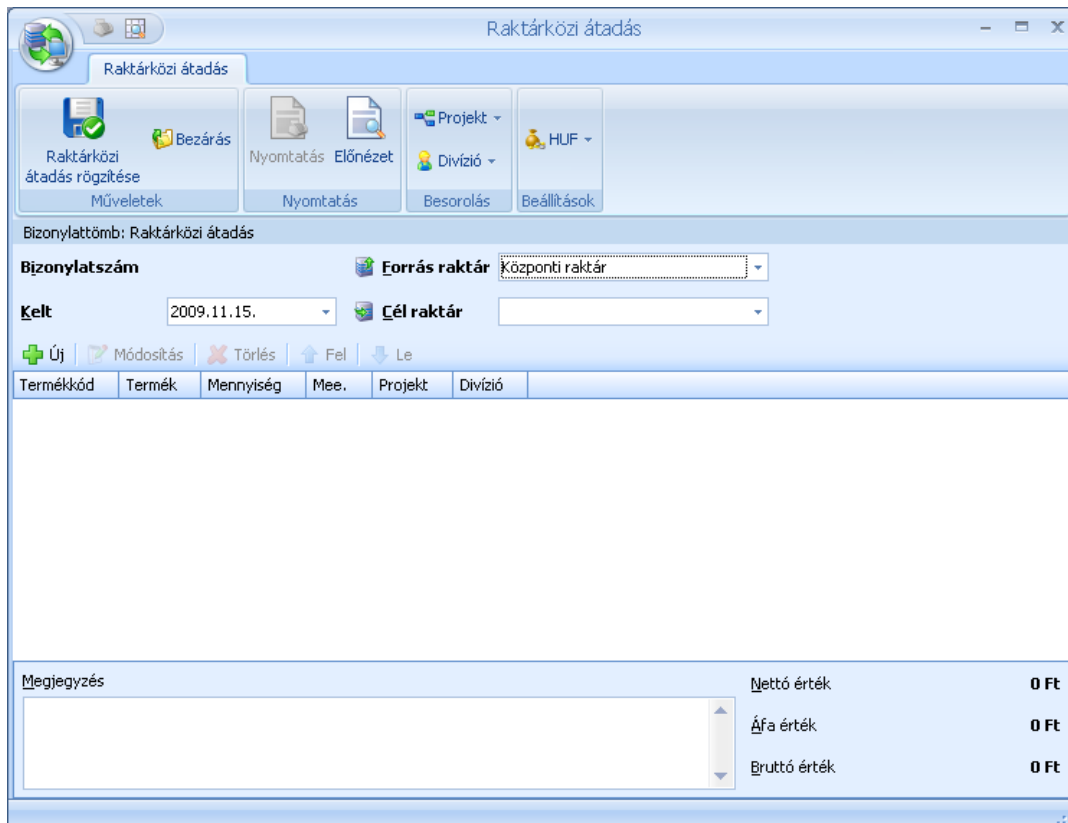 Raktárközi átadás
Raktárközi átadás
Raktárközi
átadás rögzítése
Bezárás
Műveletek
Nyomtatás
Előnézet
Nyomtatás
Projekt
Divízió
Besorolás
HUF
Beállítások
Bizonylattömb: Raktárközi átadás
Bizonylatszám
Forrás raktár
Központi raktár
Kelt
2009.11.15.
Cél raktár
Új
Módosítás
Törlés
Fel
Le
Termékkód
Termék
Mennyiség
Mee.
Projekt
Divízió
Megjegyzés
Nettó érték
0 Ft
Áfa érték
0 Ft
Bruttó érték
0 Ft